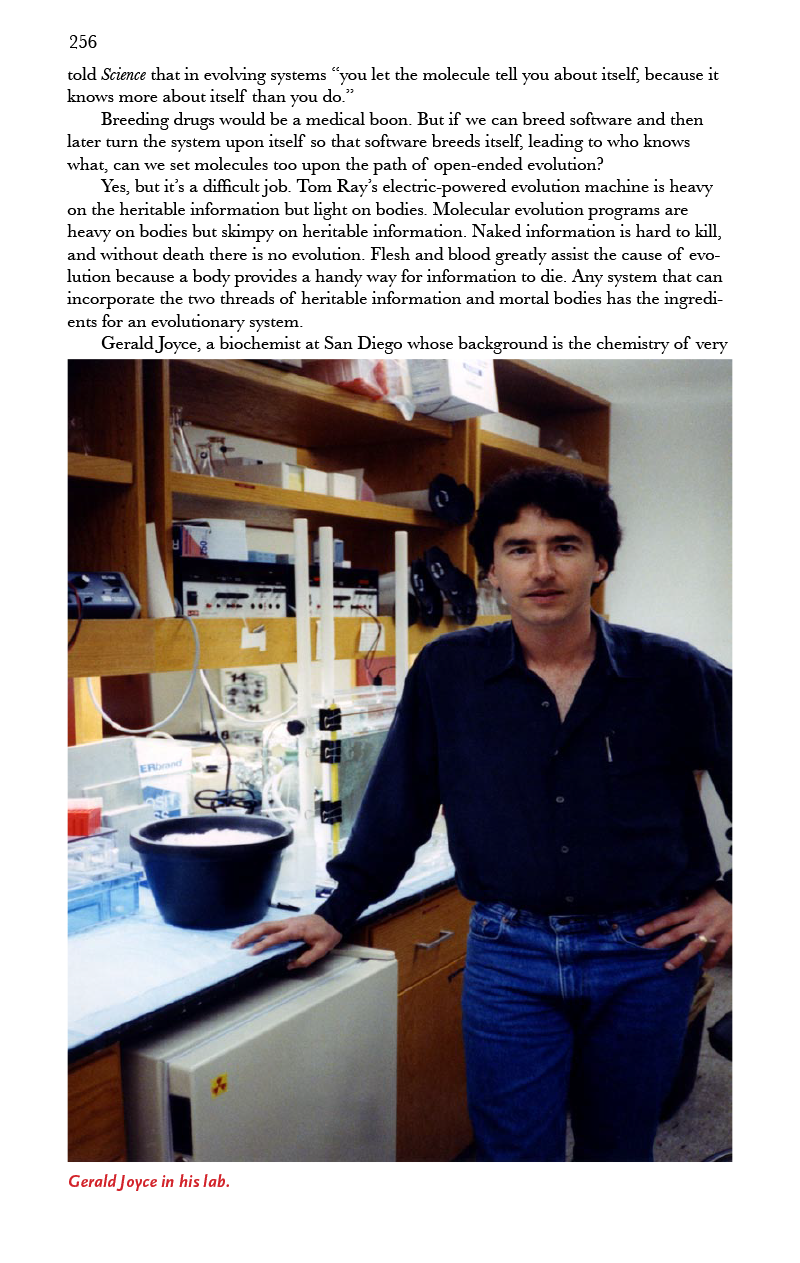 256
told Science that in evolving systems “you let the molecule tell you about itself, because it
knows more about itself than you do.”
Breeding drugs would be a medical boon. But if we can breed software and then
later turn the system upon itself so that software breeds itself, leading to who knows
what, can we set molecules too upon the path of open-ended evolution?
Yes, but it’s a difficult job. Tom Ray’s electric-powered evolution machine is heavy
on the heritable information but light on bodies. Molecular evolution programs are
heavy on bodies but skimpy on heritable information. Naked information is hard to kill,
and without death there is no evolution. Flesh and blood greatly assist the cause of evo-
lution because a body provides a handy way for information to die. Any system that can
incorporate the two threads of heritable information and mortal bodies has the ingredi-
ents for an evolutionary system.
Gerald Joyce, a biochemist at San Diego whose background is the chemistry of very
250
ERbrand
OSIT
Gerald Joyce in his lab.